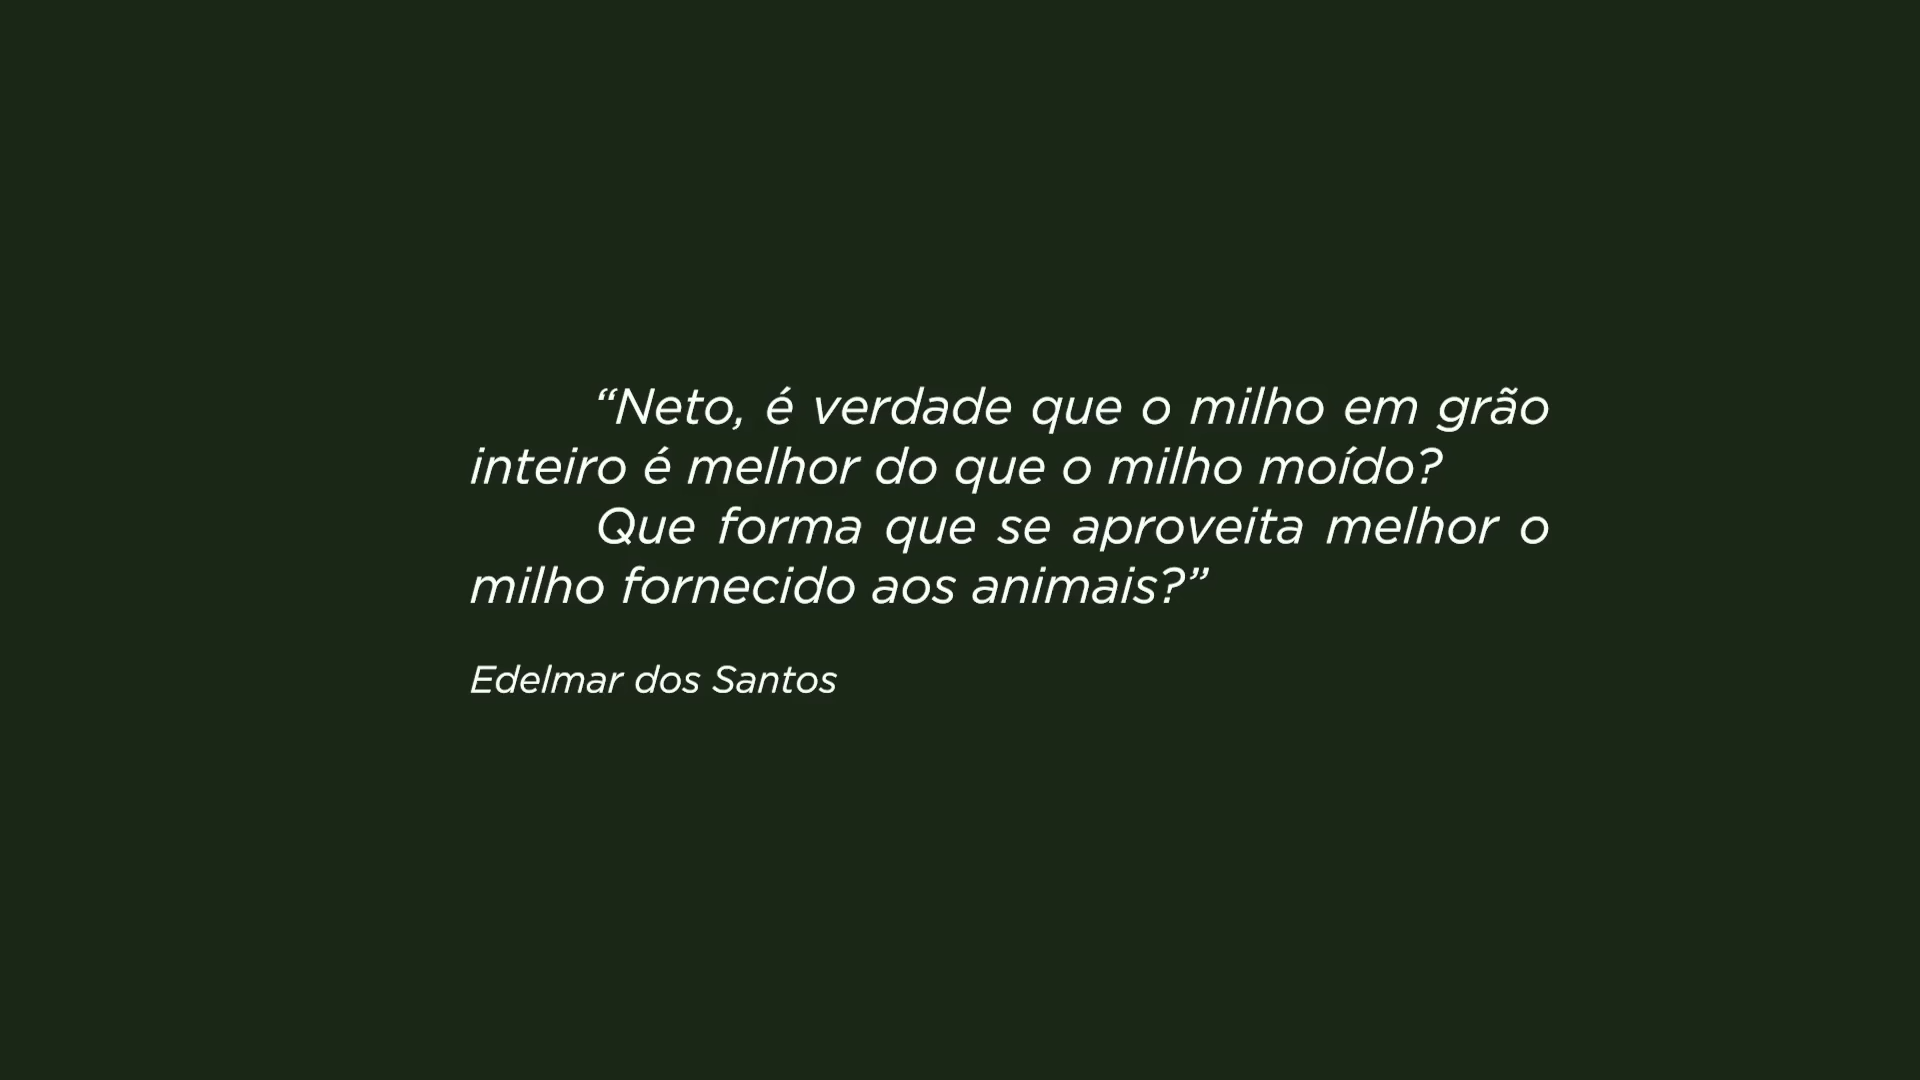 “Neto, é verdade que o milho em grão
inteiro é melhor do que o milho moído?
Que forma que se aproveita melhor o
milho fornecido aos animais?”
Edelmar dos Santos